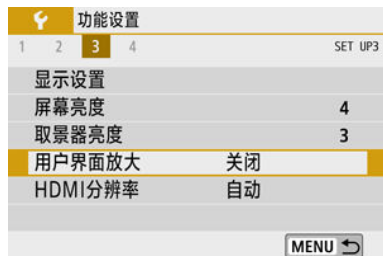 功能设置
1 2 3 4 SET UP3
显示设置
屏幕亮度 4
取景器亮度 3
用户界面放大 关闭
HDMI分辨率 自动
MENU